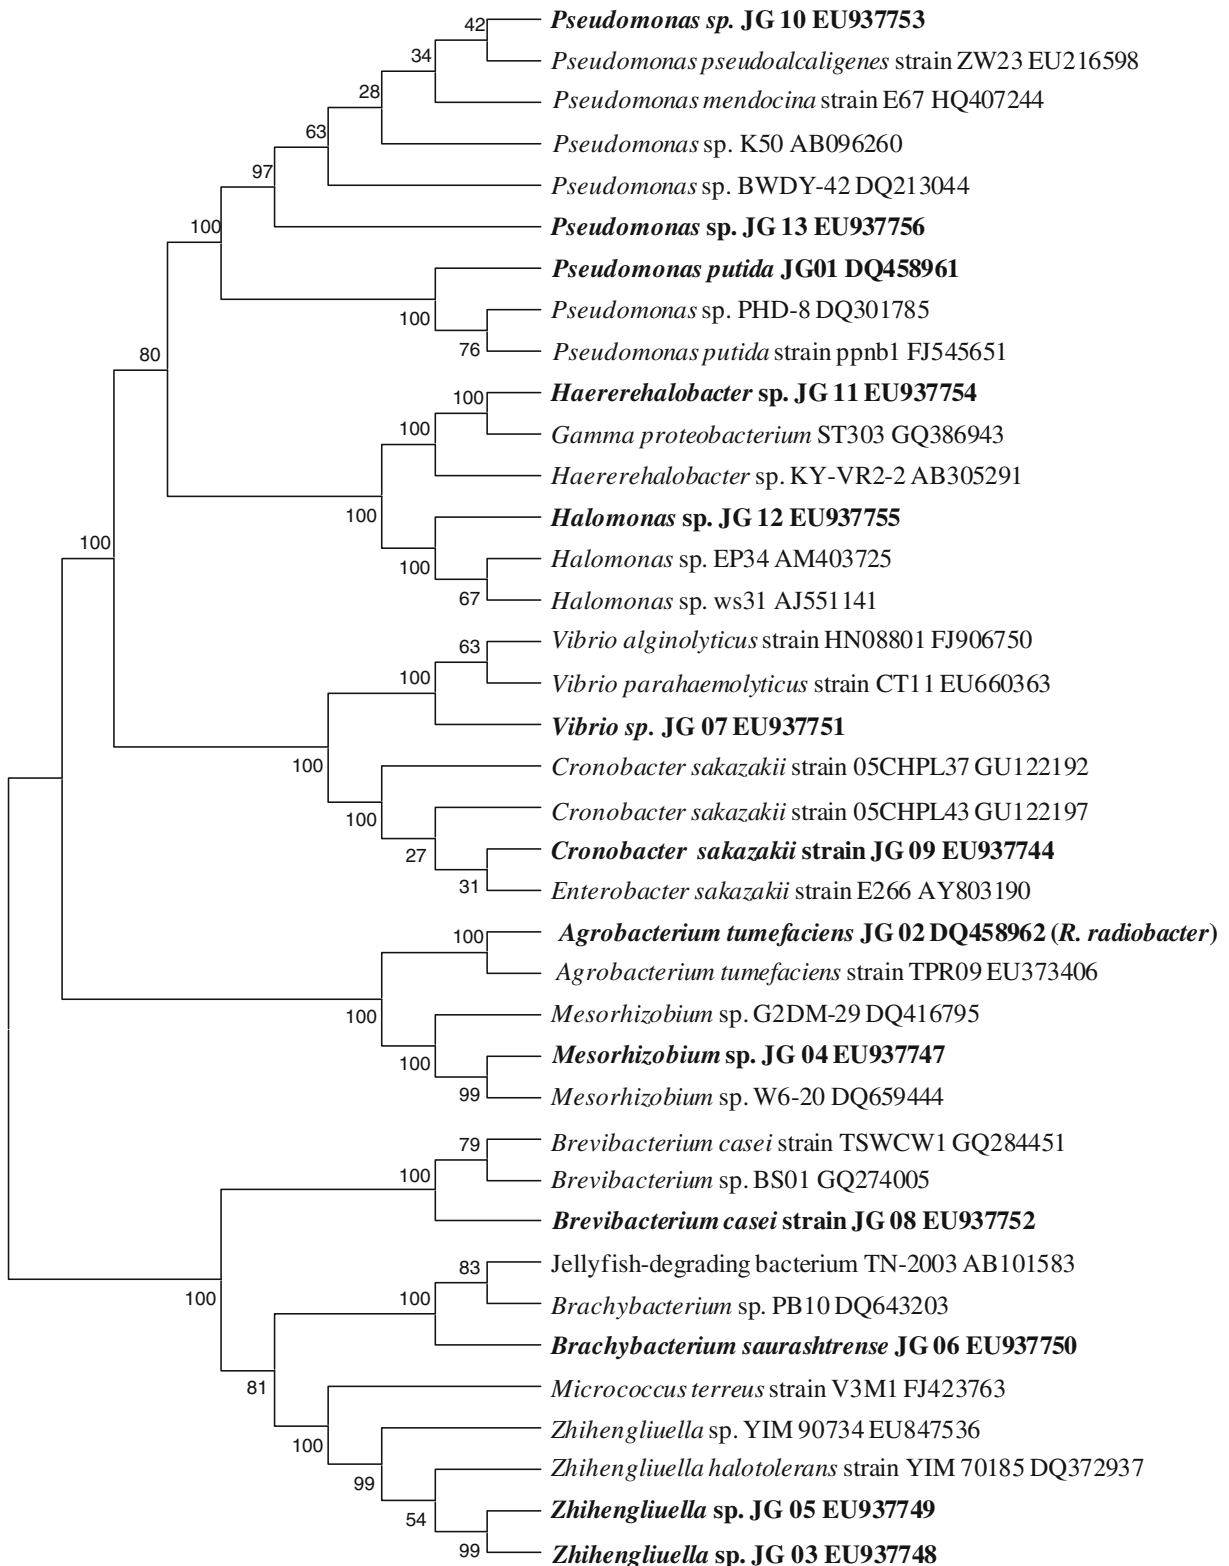 42
Pseudomonas sp. JG 10 EU937753
34
Pseudomonas pseudoalcaligenes strain ZW23 EU216598
28
Pseudomonas mendocina strain E67 HQ407244
63
Pseudomonas sp. K50 AB096260
97
Pseudomonas sp. BWDY-42 DQ213044
100
Pseudomonas sp. JG 13 EU937756
Pseudomonas putida JG01 DQ458961
100
Pseudomonas sp. PHD-8 DQ301785
76
Pseudomonas putida strain ppnb1 FJ545651
80
100
Haererehalobacter sp. JG 11 EU937754
100
Gamma proteobacterium ST303 GQ386943
Haererehalobacter sp. KY-VR2-2 AB305291
100
Halomonas sp. JG 12 EU937755
100
Halomonas sp. EP34 AM403725
67
Halomonas sp. ws31 AJ551141
100
63
Vibrio alginolyticus strain HN08801 FJ906750
100
Vibrio parahaemolyticus strain CT11 EU660363
Vibrio sp. JG 07 EU937751
100
Cronobacter sakazakii strain 05CHPL37 GU122192
100
Cronobacter sakazakii strain 05CHPL43 GU122197
27
Cronobacter sakazakii strain JG 09 EU937744
31
Enterobacter sakazakii strain E266 AY803190
100
Agrobacterium tumefaciens JG 02 DQ458962 (R. radiobacter)
Agrobacterium tumefaciens strain TPR09 EU373406
100
Mesorhizobium sp. G2DM-29 DQ416795
100
Mesorhizobium sp. JG 04 EU937747
99
Mesorhizobium sp. W6-20 DQ659444
79
Brevibacterium casei strain TSWCW1 GQ284451
100
Brevibacterium sp. BS01 GQ274005
Brevibacterium casei strain JG 08 EU937752
100
83
Jellyfish-degrading bacterium TN-2003 AB101583
100
Brachybacterium sp. PB10 DQ643203
Brachybacterium saurashtrense JG 06 EU937750
81
Micrococcus terreus strain V3M1 FJ423763
100
Zhihengliuella sp. YIM 90734 EU847536
99
Zhihengliuella halotolerans strain YIM 70185 DQ372937
54
Zhihengliuella sp. JG 05 EU937749
99
Zhihengliuella sp. JG 03 EU937748